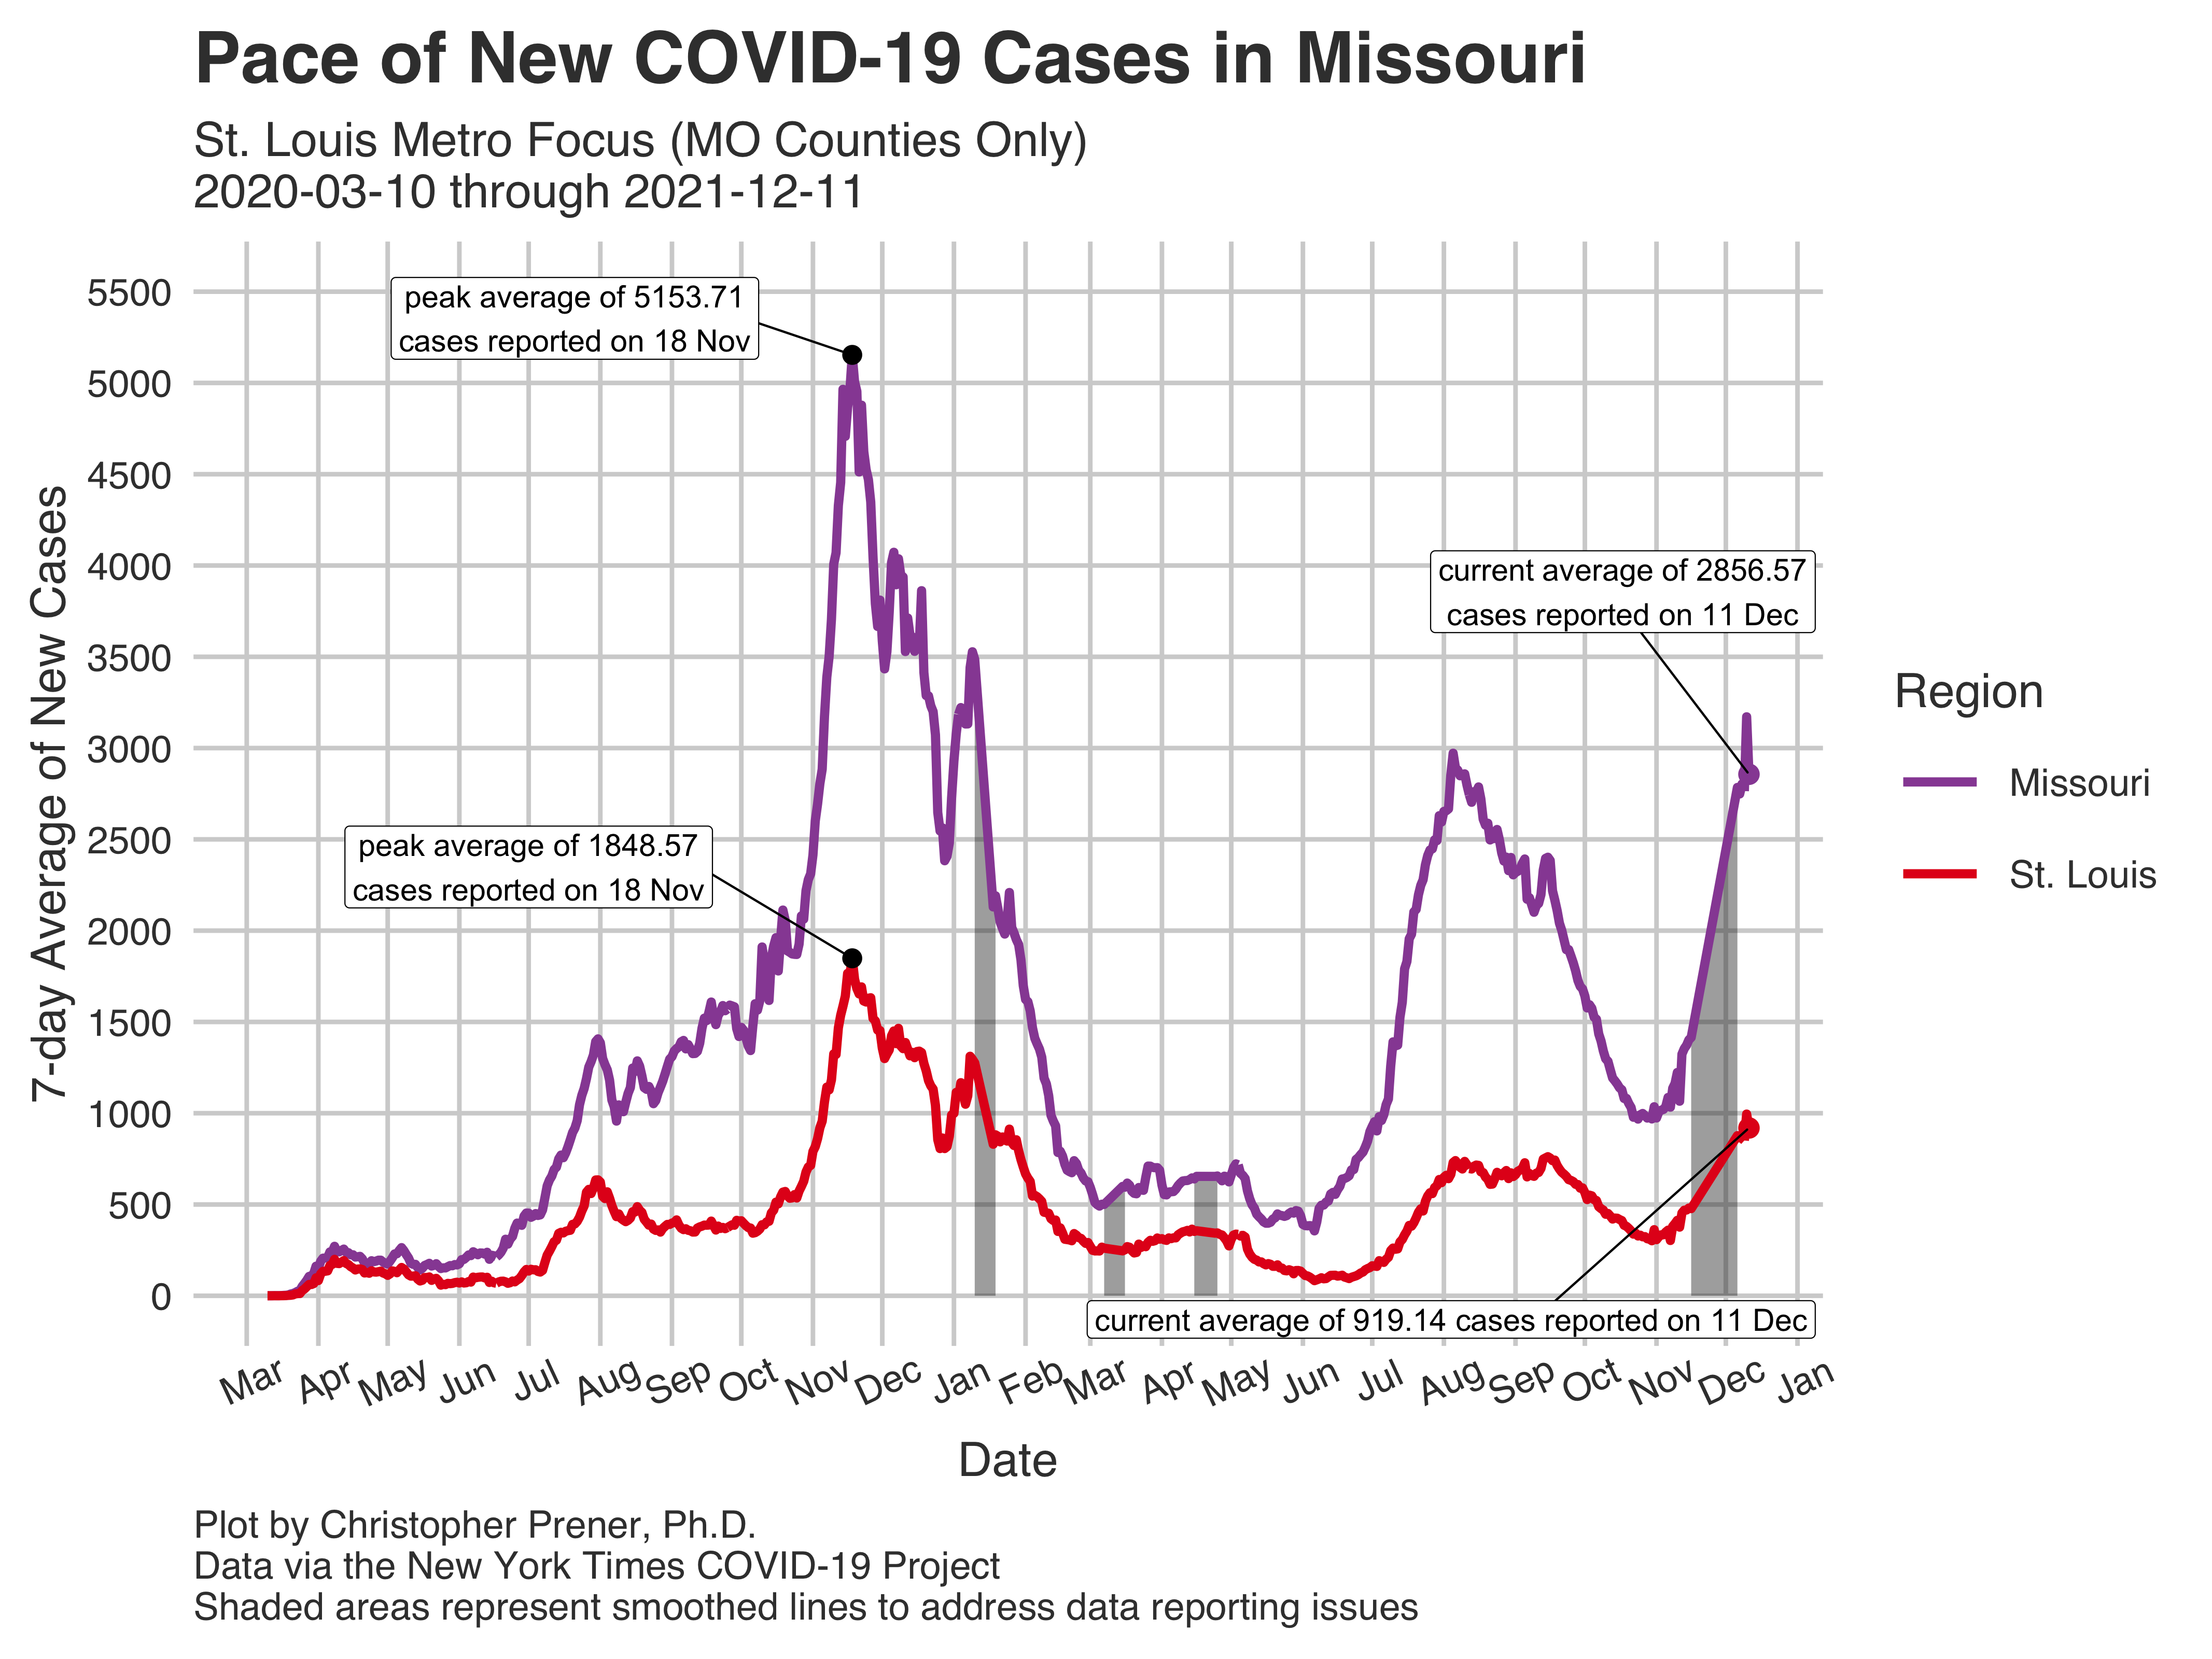 Pace of New COVID-19 Cases in Missouri
St. Louis Metro Focus (MO Counties Only)
2020-03-10 through 2021-12-11
7-day Average of New Cases
5500
5000
4500
4000
3500
3000
2500
2000
1500
1000
500
0
peak average of 5153.71
cases reported on 18 Nov
current average of 2856.57
cases reported on 11 Dec
peak average of 1848.57
cases reported on 18 Nov
current average of 919.14 cases reported on 11 Dec
Region
Missouri
St. Louis
Mar Apr May Jun Jul Aug Sep Oct Nov Dec Jan Feb Mar Apr May Jun Jul Aug Sep Oct Nov Dec Jan
Date
Plot by Christopher Prener, Ph.D.
Data via the New York Times COVID-19 Project
Shaded areas represent smoothed lines to address data reporting issues